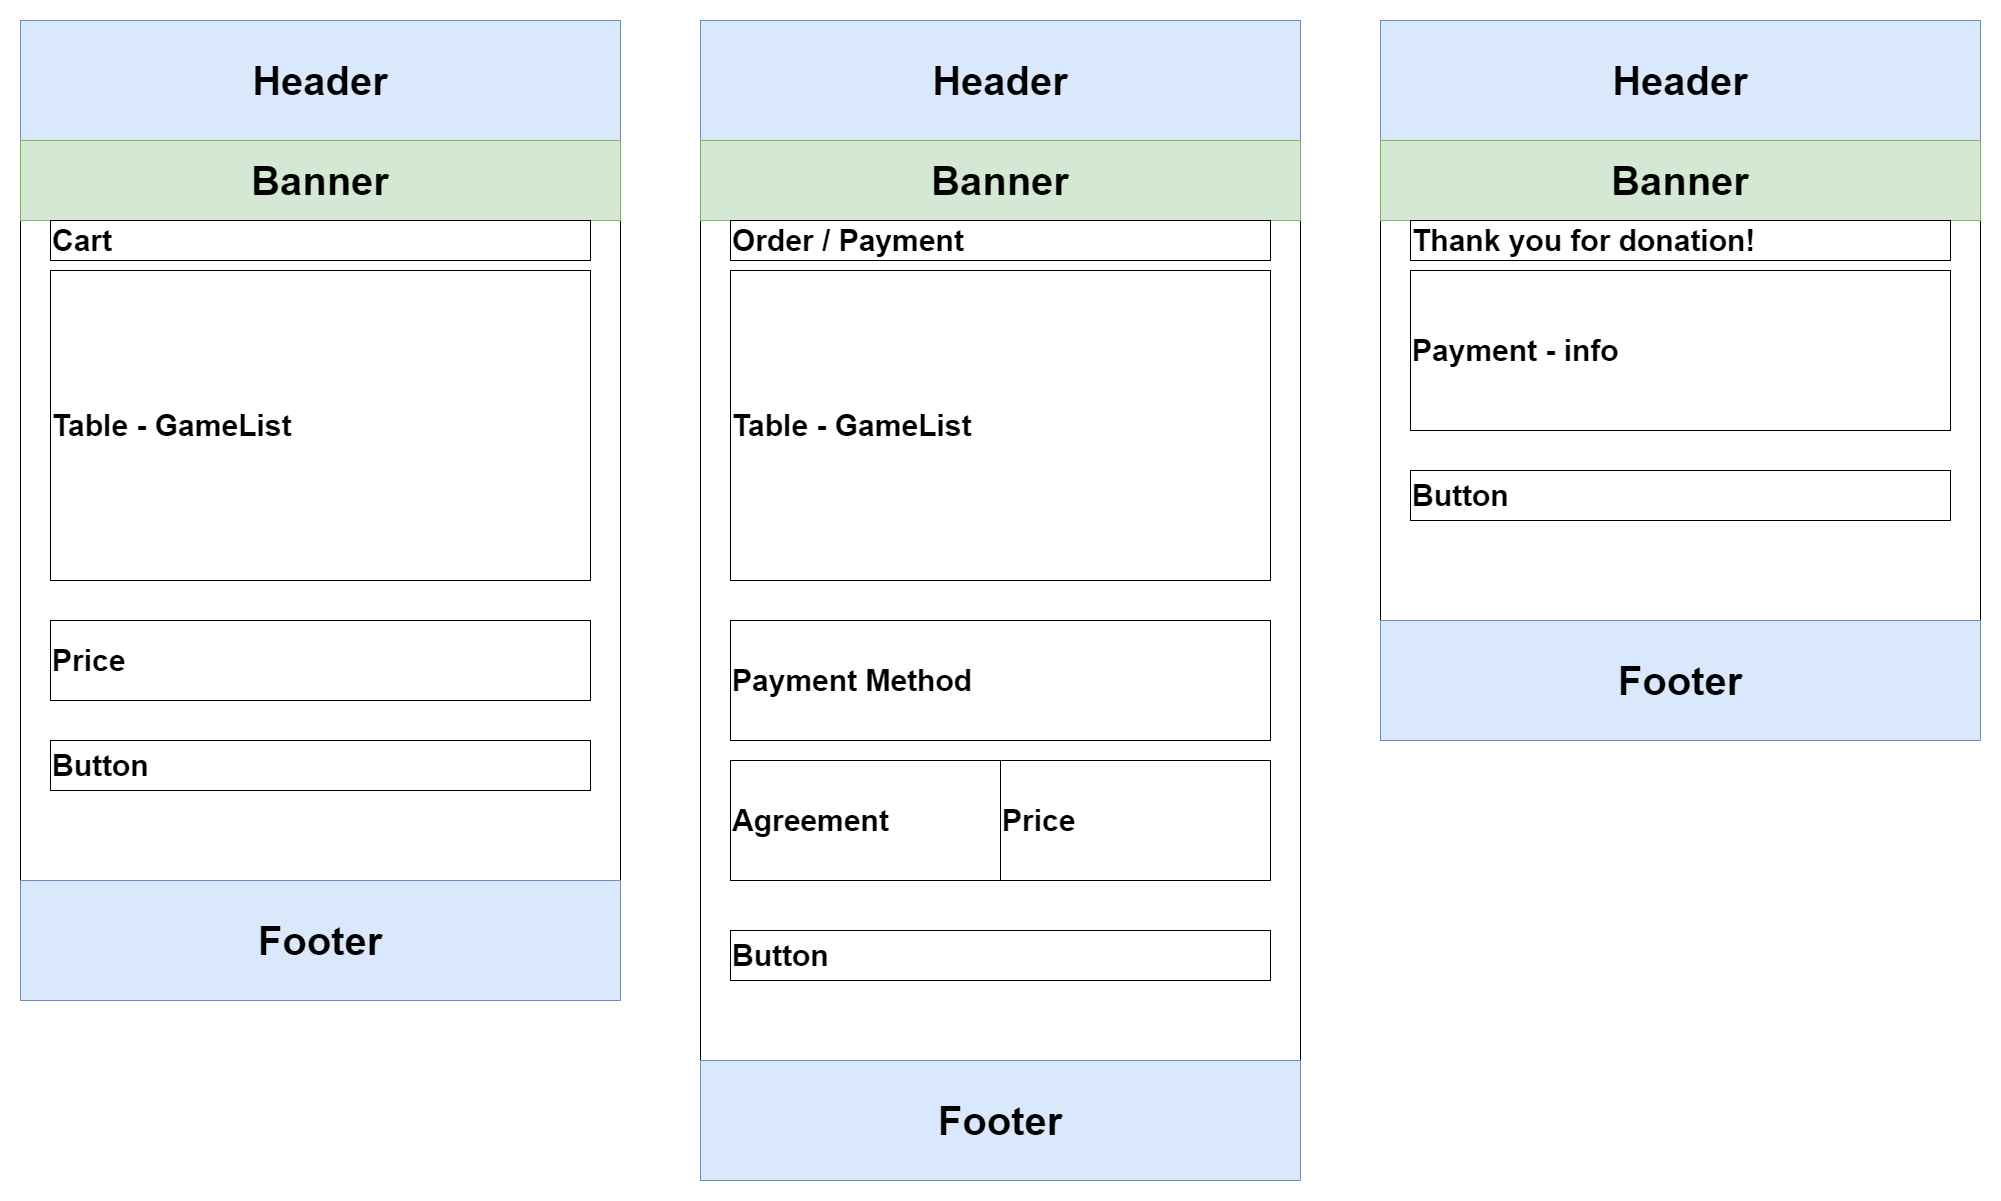 Header
Banner
Cart
Table - GameList
Price
Button
Footer
Header
Banner
Order / Payment
Table - GameList
Payment Method
Agreement
Price
Button
Footer
Header
Banner
Thank you for donation!
Payment - info
Button
Footer